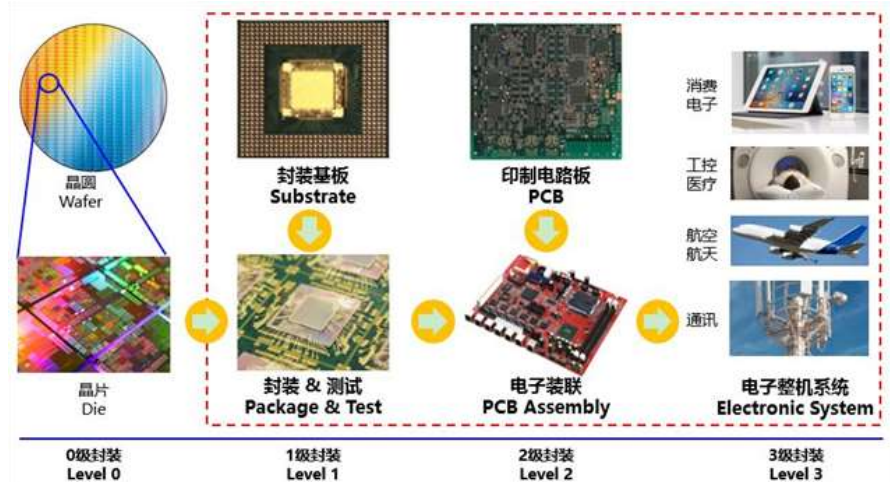 晶圆
Wafer
晶片
Die
封装基板
Substrate
封装 & 测试
Package & Test
印制电路板
PCB
电子装联
PCB Assembly
消费
电子
工控
医疗
航空
航天
通讯
电子整机系统
Electronic System
0级封装
Level 0
1级封装
Level 1
2级封装
Level 2
3级封装
Level 3